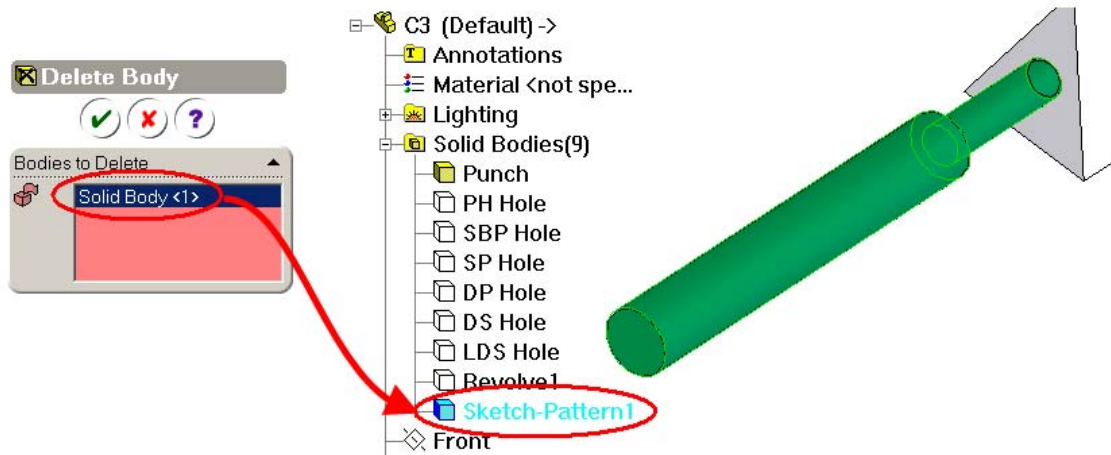 Delete Body
?
Bodies to Delete
Solid Body <1>
C3 (Default) ->
T Annotations
Material <not spe...
Lighting
Solid Bodies(9)
Punch
PH Hole
SBP Hole
SP Hole
DP Hole
DS Hole
LDS Hole
Revolve1
Sketch-Pattern1
Front